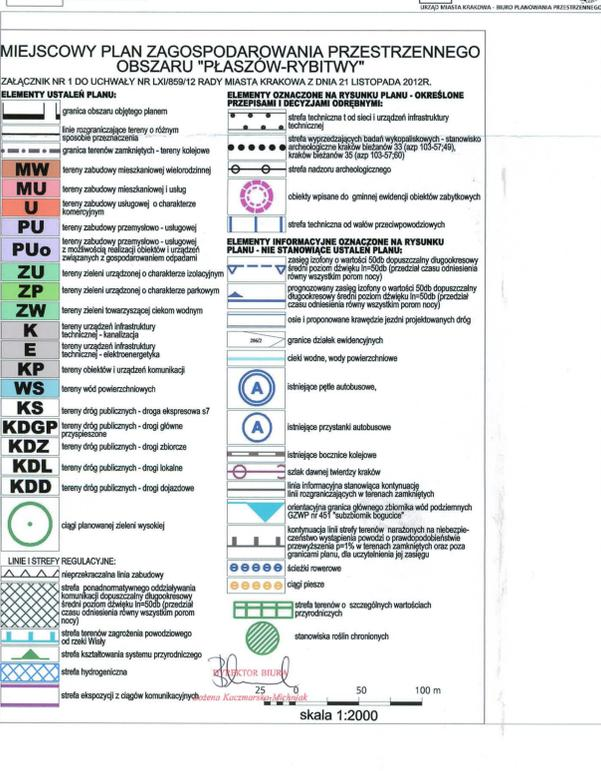 URZĄD MIASTA KRAKOWA - BIURO PLANOWANIA PRZESTRZENNEGO
MIEJSCOWY PLAN ZAGOSPODAROWANIA PRZESTRZENNEGO
OBSZARU "PŁASZÓW-RYBITWY"
ZAŁĄCZNIK NR 1 DO UCHWAŁY NR LXI/859/12 RADY MIASTA KRAKOWA Z DNIA 21 LISTOPADA 2012R.
ELEMENTY USTALEŃ PLANU:
granica obszaru objętego planem
linie rozgraniczające tereny o różnym
sposobie przeznaczenia
granica terenów zamkniętych - tereny kolejowe
MW tereny zabudowy mieszkaniowej wielorodzinnej
MU tereny zabudowy mieszkaniowej i usług
U tereny zabudowy usługowej o charakterze
komercyjnym
PU tereny zabudowy przemysłowo - usługowej
PUo tereny zabudowy przemysłowo - usługowej
z możliwością realizacji obiektów i urządzeń
związanych z gospodarowaniem odpadami
ZU tereny zieleni urządzonej o charakterze izolacyjnym
ZP tereny zieleni urządzonej o charakterze parkowym
ZW tereny zieleni towarzyszącej ciekom wodnym
K tereny urządzeń infrastruktury
technicznej - kanalizacja
E tereny urządzeń infrastruktury
technicznej - elektroenergetyka
KP tereny obiektów i urządzeń komunikacji
WS tereny wód powierzchniowych
KS tereny dróg publicznych - droga ekspresowa s7
KDGP tereny dróg publicznych - drogi główne
przyspieszone
KDZ tereny dróg publicznych - drogi zbiorcze
KDL tereny dróg publicznych - drogi lokalne
KDD tereny dróg publicznych - drogi dojazdowe
ciągi planowanej zieleni wysokiej
LINIE I STREFY REGULACYJNE:
nieprzekraczalna linia zabudowy
strefa ponadnormatywnego oddziaływania
komunikacji dopuszczalny długookresowy
średni poziom dźwięku ln=50db (przedział
czasu odniesienia równy wszystkim porom
nocy)
strefa terenów zagrożenia powodziowego
od rzeki Wisły
strefa kształtowania systemu przyrodniczego
strefa hydrogeniczna
strefa ekspozycji z ciągów komunikacyjnych
ELEMENTY OZNACZONE NA RYSUNKU PLANU - OKREŚLONE
PRZEPISAMI I DECYZJAMI ODRĘBNYMI:
strefa techniczna t od sieci i urządzeń infrastruktury
technicznej
strefa wyprzedzających badań wykopaliskowych - stanowisko
archeologiczne kraków bieżanów 33 (azp 103-57;49),
kraków bieżanów 35 (azp 103-57;60)
strefa nadzoru archeologicznego
obiekty wpisane do gminnej ewidencji obiektów zabytkowych
strefa techniczna od wałów przeciwpowodziowych
ELEMENTY INFORMACYJNE OZNACZONE NA RYSUNKU
PLANU - NIE STANOWIĄCE USTALEŃ PLANU:
zasięg izofony o wartości 50db dopuszczalny długookresowy
średni poziom dźwięku ln=50db (przedział czasu odniesienia
równy wszystkim porom nocy)
prognozowany zasięg izofony o wartości 50db dopuszczalny
długookresowy średni poziom dźwięku ln=50db (przedział
czasu odniesienia równy wszystkim porom nocy)
osie i proponowane krawędzie jezdni projektowanych dróg
206/2 granice działek ewidencyjnych
cieki wodne, wody powierzchniowe
A istniejące pętle autobusowe,
A istniejące przystanki autobusowe
istniejące bocznice kolejowe
szlak dawnej twierdzy kraków
linia informacyjna stanowiąca kontynuację
linii rozgraniczających w terenach zamkniętych
orientacyjna granica głównego zbiornika wód podziemnych
GZWP nr 451 "subzbiornik bogucice"
kontynuacja linii strefy terenów narażonych na niebezpie-
czeństwo wystąpienia powodzi o prawdopodobieństwie
przewyższenia p=1% w terenach zamkniętych oraz poza
granicami planu, dla uczytelnienia jej zasięgu
ścieżki rowerowe
ciągi piesze
strefa terenów o szczególnych wartościach
przyrodniczych
stanowiska roślin chronionych
DYREKTOR BIURA
Bożena Kaczmarska-Michniak
25 0 50 100 m
skala 1:2000